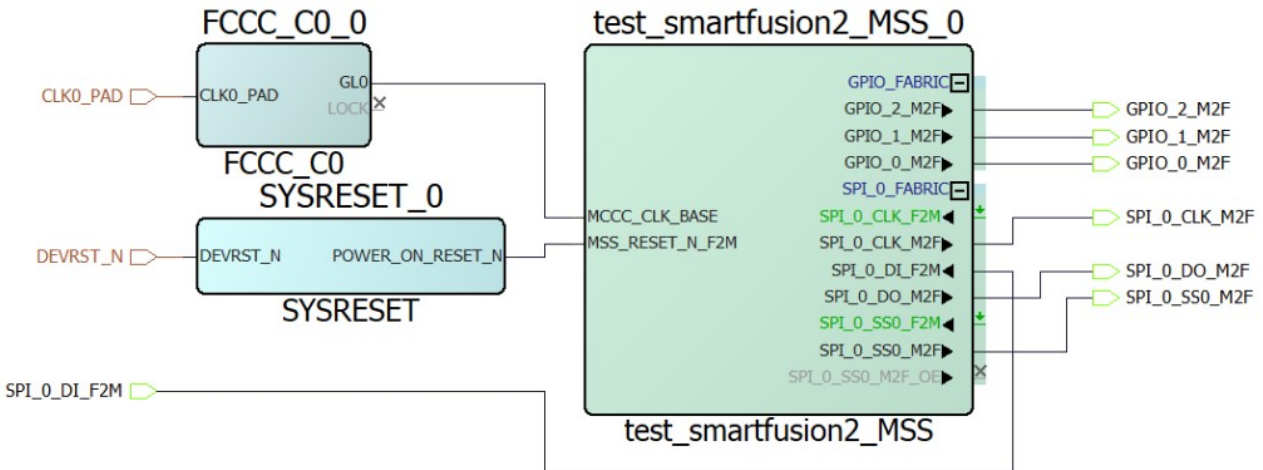 FCCC_C0_0
CLK0_PAD
CLK0_PAD
GL0
LOCK
FCCC_C0
SYSRESET_0
DEVRST_N
DEVRST_N
POWER_ON_RESET_N
SYSRESET
SPI_0_DI_F2M
test_smartfusion2_MSS_0
MCCC_CLK_BASE
MSS_RESET_N_F2M
GPIO_FABRIC
GPIO_2_M2F
GPIO_1_M2F
GPIO_0_M2F
SPI_0_FABRIC
SPI_0_CLK_F2M
SPI_0_CLK_M2F
SPI_0_DI_F2M
SPI_0_DO_M2F
SPI_0_SS0_F2M
SPI_0_SS0_M2F
SPI_0_SS0_M2F_OE
test_smartfusion2_MSS
GPIO_2_M2F
GPIO_1_M2F
GPIO_0_M2F
SPI_0_CLK_M2F
SPI_0_DO_M2F
SPI_0_SS0_M2F